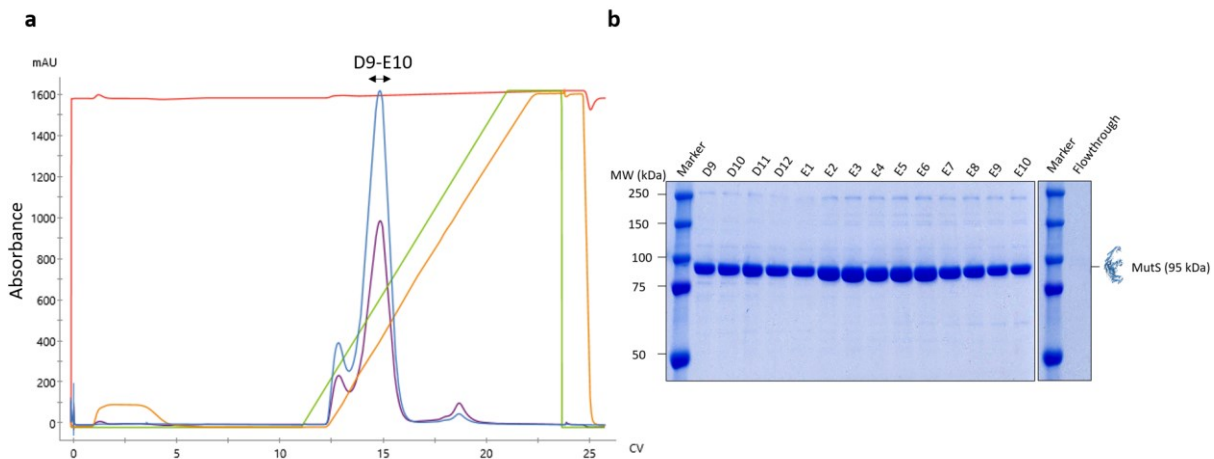 a
b
D9-E10
mAU
1600
1400
1200
1000
800
600
400
200
0
Absorbance
0 5 10 15 20 25 CV
Marker D9 D10 D11 D12 E1 E2 E3 E4 E5 E6 E7 E8 E9 E10 Marker Flowthrough
MW (kDa)
250
150
100
75
50
MutS (95 kDa)